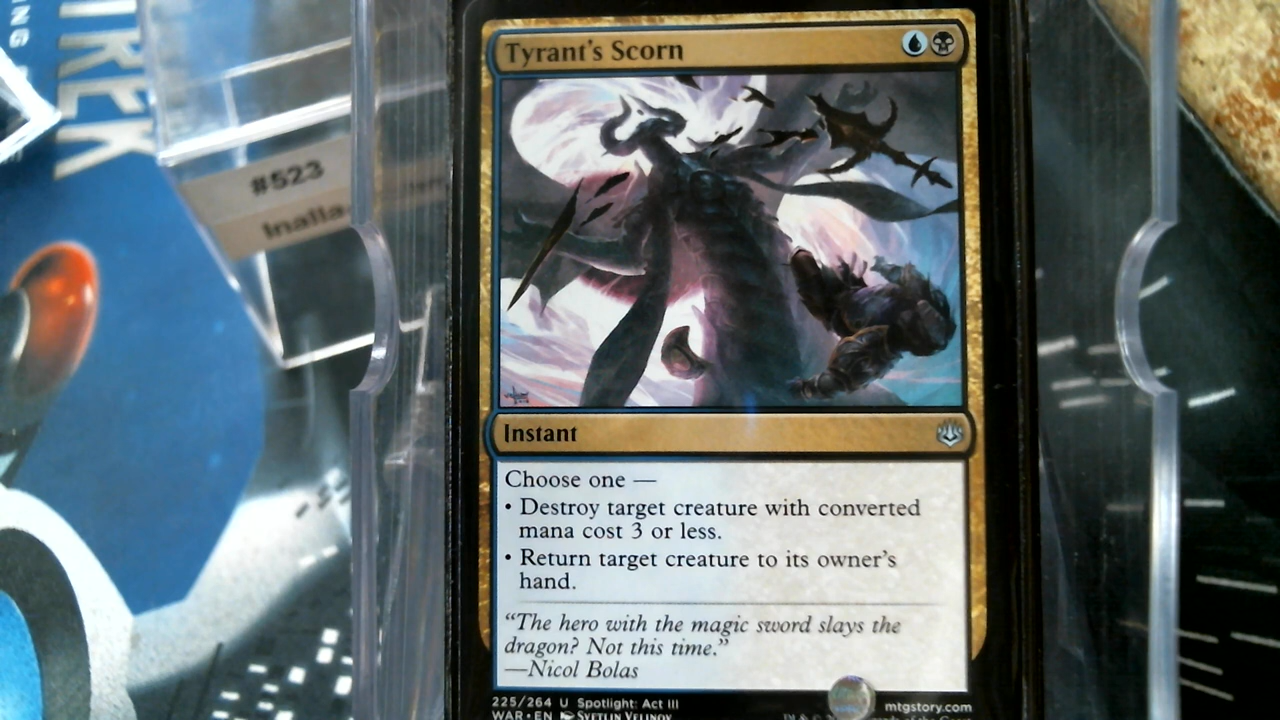 TREK
#523
Inalla
Tyrant's Scorn
Instant
Choose one —
• Destroy target creature with converted
mana cost 3 or less.
• Return target creature to its owner's
hand.
“The hero with the magic sword slays the
dragon? Not this time.”
—Nicol Bolas
225/264 U Spotlight: Act III
WAR • EN Svetlin Velinov
mtgstory.com